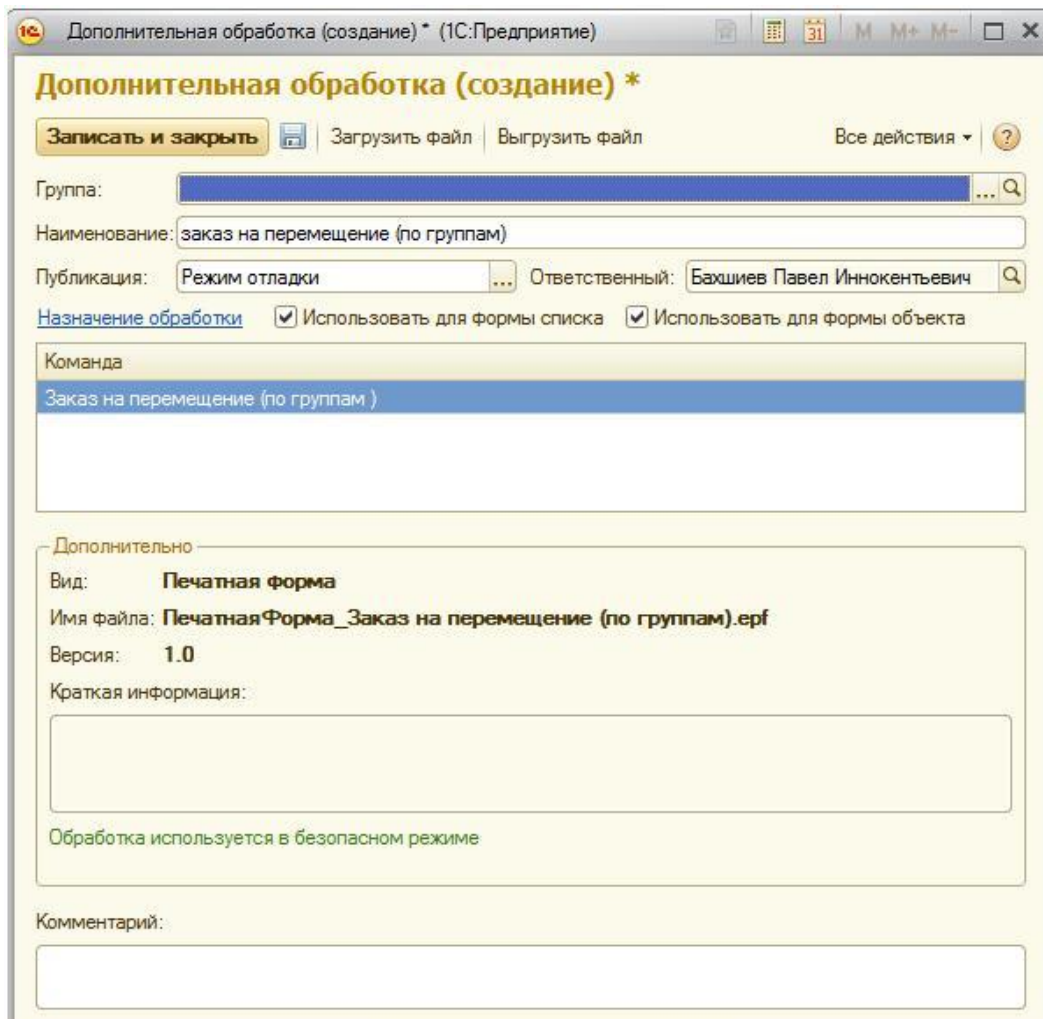 Дополнительная обработка (создание) * (1С:Предприятие) 31 M M+ M-
Дополнительная обработка (создание) *
Записать и закрыть Загрузить файл Выгрузить файл Все действия ?
Группа: ...
Наименование: заказ на перемещение (по группам)
Публикация: Режим отладки ... Ответственный: Бахшиев Павел Иннокентьевич
Назначение обработки Использовать для формы списка Использовать для формы объекта
Команда
Заказ на перемещение (по группам )
Дополнительно
Вид: Печатная форма
Имя файла: ПечатнаяФорма_Заказ на перемещение (по группам).epf
Версия: 1.0
Краткая информация:
Обработка используется в безопасном режиме
Комментарий: